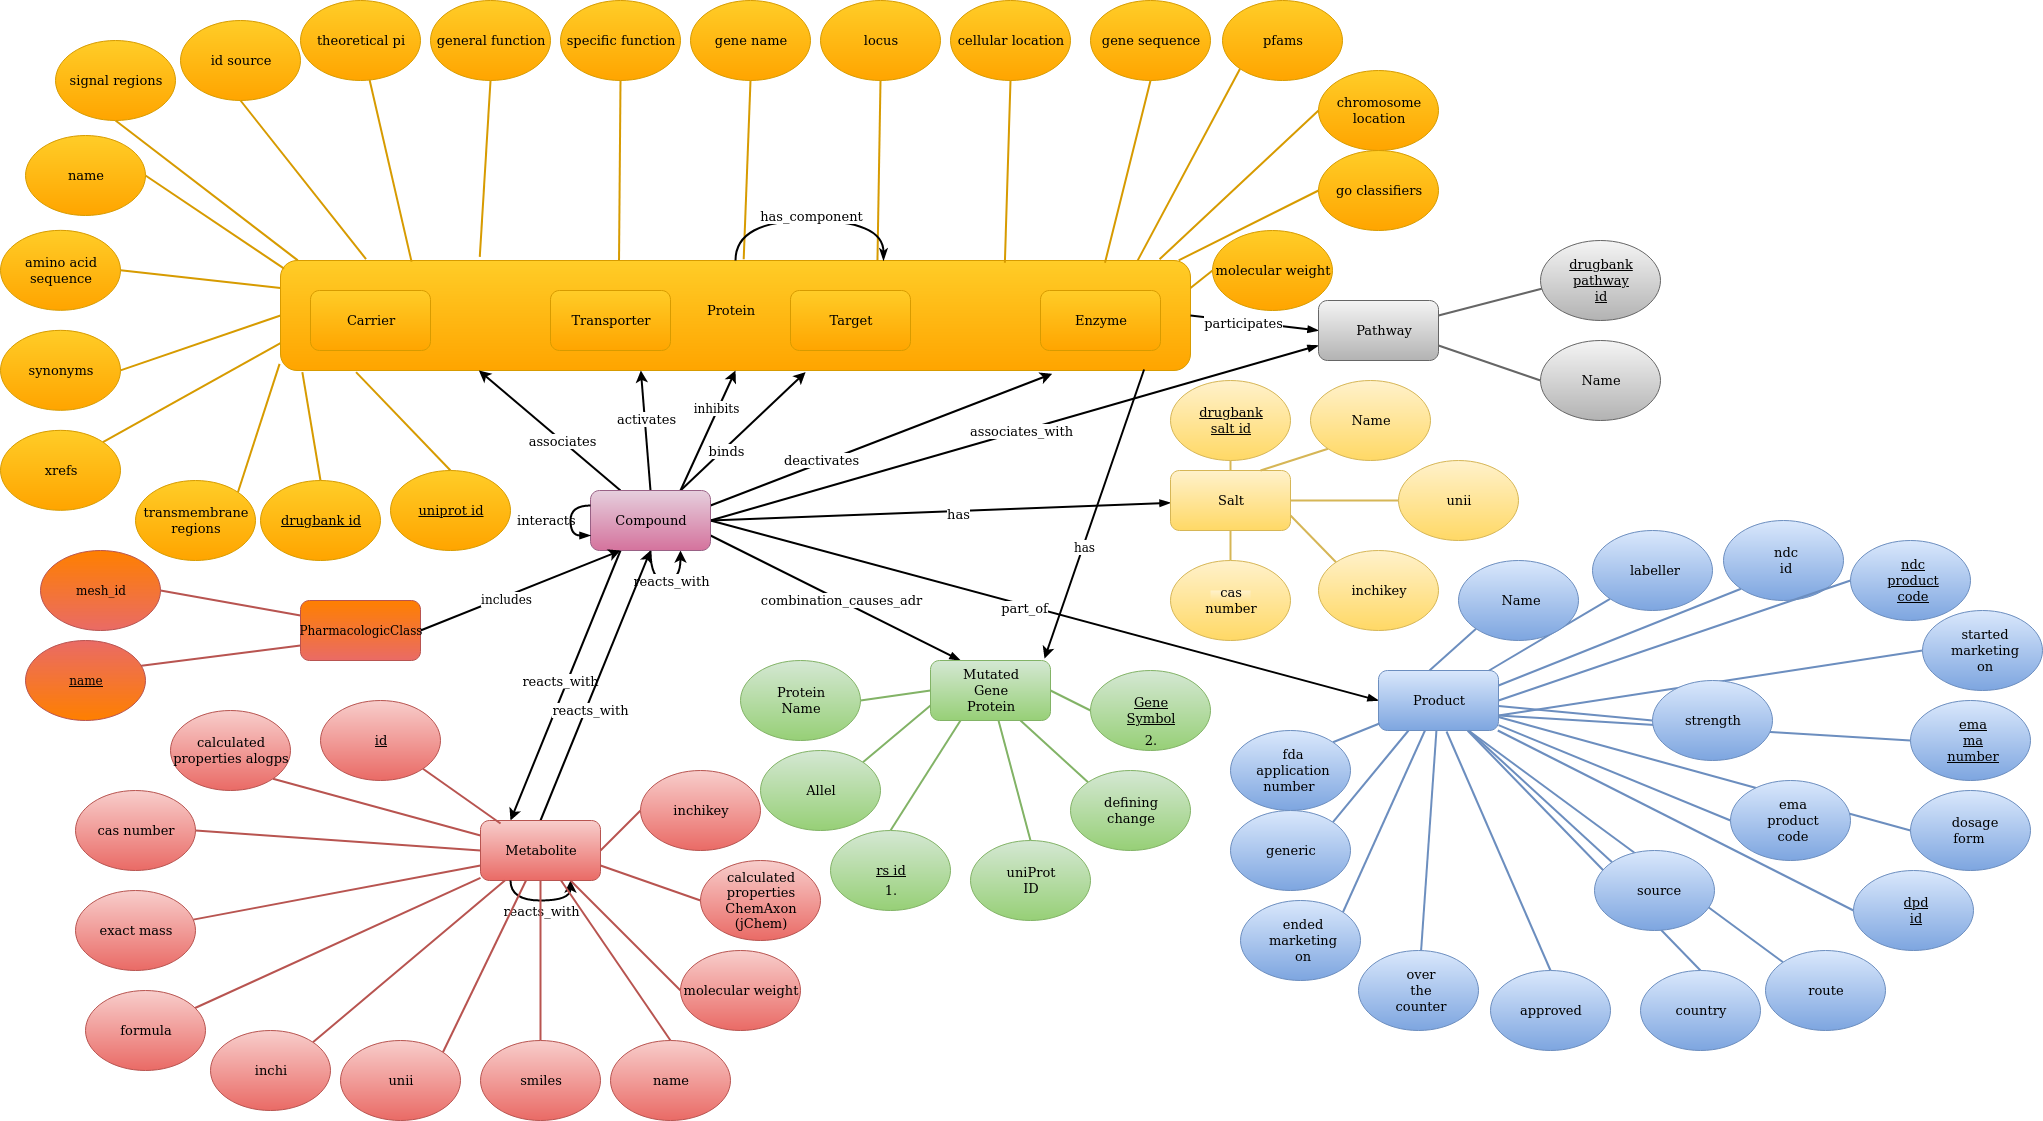 theoretical pi
general function
specific function
gene name
locus
cellular location
gene sequence
pfams
id source
signal regions
chromosome
location
name
go classifiers
has_component
amino acid
sequence
molecular weight
drugbank
pathway
id
Carrier
Transporter
Protein
Target
Enzyme
participates
Pathway
synonyms
Name
associates
activates
inhibits
binds
deactivates
associates_with
drugbank
salt id
Name
xrefs
transmembrane
regions
drugbank id
uniprot id
interacts
Compound
has
Salt
unii
has
reacts_with
includes
combination_causes_adr
part_of
cas
number
inchikey
mesh_id
PharmacologicClass
name
Name
labeller
ndc
id
ndc
product
code
started
marketing
on
reacts_with
reacts_with
Protein
Name
Mutated
Gene
Protein
Gene
Symbol
2.
Product
strength
ema
ma
number
calculated
properties alogps
id
cas number
Metabolite
inchikey
Allel
defining
change
fda
application
number
ema
product
code
dosage
form
generic
exact mass
reacts_with
calculated
properties
ChemAxon
(jChem)
rs id
1.
uniProt
ID
source
dpd
id
ended
marketing
on
formula
inchi
unii
smiles
name
molecular weight
over
the
counter
approved
country
route